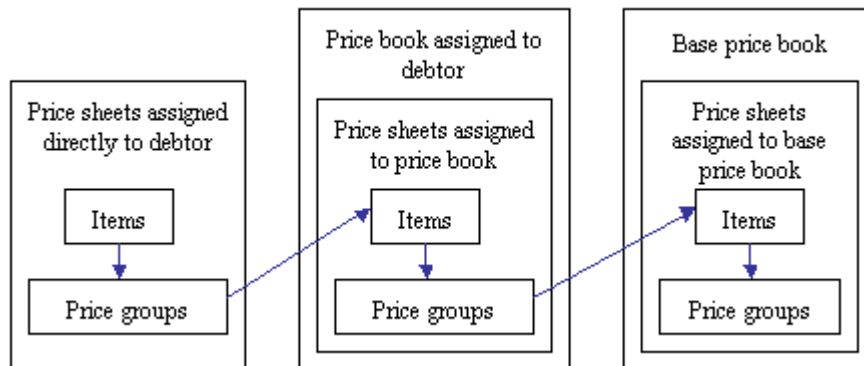 Price sheets assigned
directly to debtor
Items
Price groups
Price book assigned to
debtor
Price sheets assigned
to price book
Items
Price groups
Base price book
Price sheets
assigned to base
price book
Items
Price groups